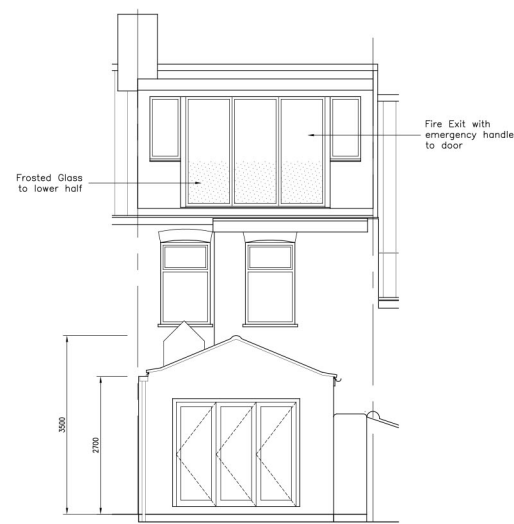 Fire Exit with
emergency handle
to door
Frosted Glass
to lower half
3500
2700